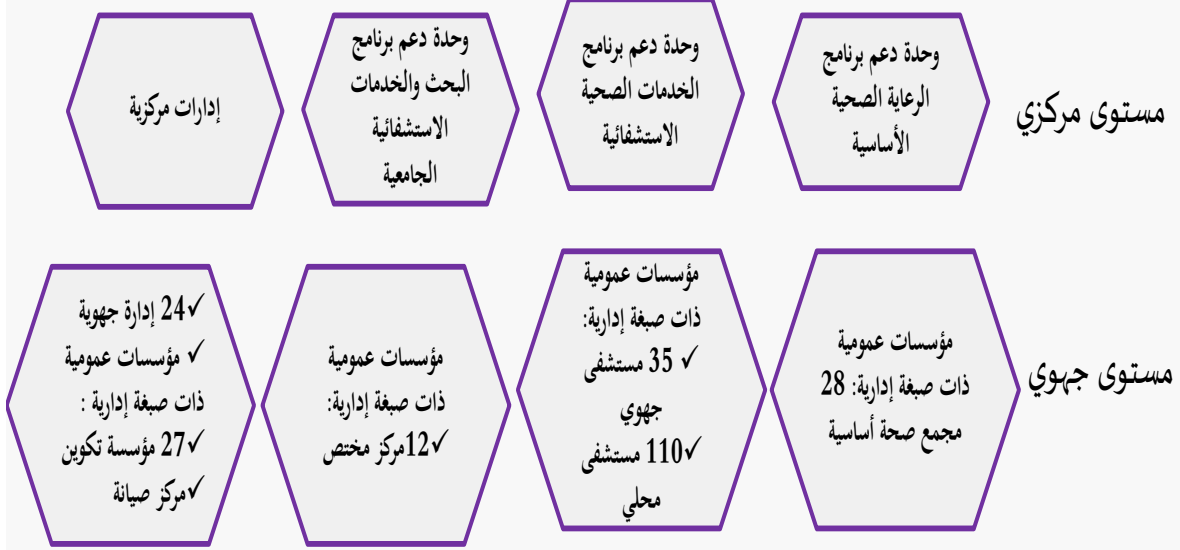 مستوى مركزي
وحدة دعم برنامج
الرعاية الصحية
الأساسية
وحدة دعم برنامج
الخدمات الصحية
الاستشفائية
وحدة دعم برنامج
البحث والخدمات
الاستشفائية
الجامعية
إدارات مركزية
مستوى جهوي
مؤسسات عمومية
ذات صبغة إدارية: 28
مجمع صحة أساسية
مؤسسات عمومية
ذات صبغة إدارية:
✓ 35 مستشفى
جهوي
✓110 مستشفى
محلي
مؤسسات عمومية
ذات صبغة إدارية:
✓12مركز مختص
✓24 إدارة جهوية
✓ مؤسسات عمومية
ذات صبغة إدارية :
✓27 مؤسسة تكوين
✓مركز صيانة